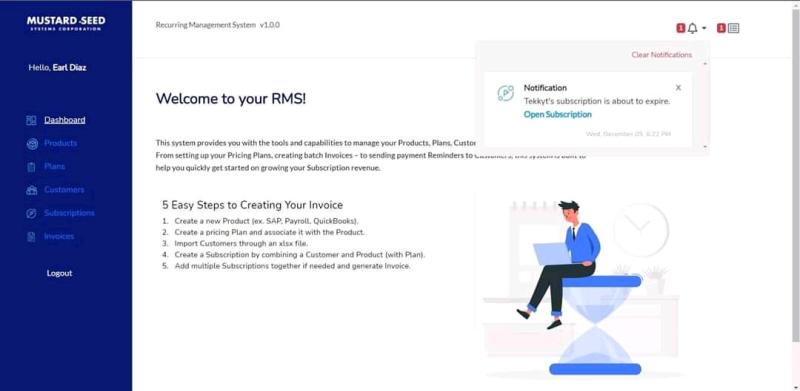 MUSTARD-SEED
SYSTEMS CORPORATION
Recurring Management System v1.0.0
1
1
Hello, Earl Diaz
Clear Notifications
Notification
X
Tekkyt's subscription is about to expire.
Open Subscription
Wed, December 09, 6:22 PM
Dashboard
Products
Plans
Customers
Subscriptions
Invoices
Logout
Welcome to your RMS!
This system provides you with the tools and capabilities to manage your Products, Plans,
From setting up your Pricing Plans, creating batch Invoices – to sending payment Reminders to Customers, this system is built to
help you quickly get started on growing your Subscription revenue.
5 Easy Steps to Creating Your Invoice
1. Create a new Product (ex. SAP, Payroll, QuickBooks).
2. Create a pricing Plan and associate it with the Product.
3. Import Customers through an xlsx file.
4. Create a Subscription by combining a Customer and Product (with Plan).
5. Add multiple Subscriptions together if needed and generate Invoice.